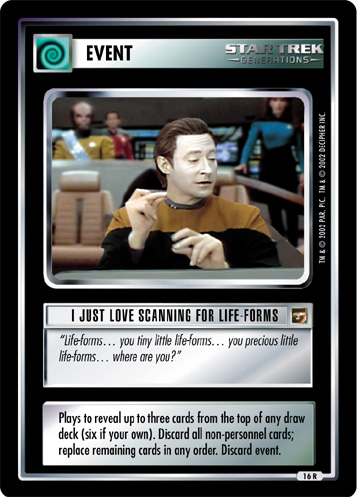 EVENT
STAR TREK
GENERATIONS
TM & © 2002 PAR. PIC. TM & © 2002 DECIPHER INC.
I JUST LOVE SCANNING FOR LIFE-FORMS
“Life-forms… you tiny little life-forms… you precious little
life-forms… where are you?”
Plays to reveal up to three cards from the top of any draw
deck (six if your own). Discard all non-personnel cards;
replace remaining cards in any order. Discard event.
16 R